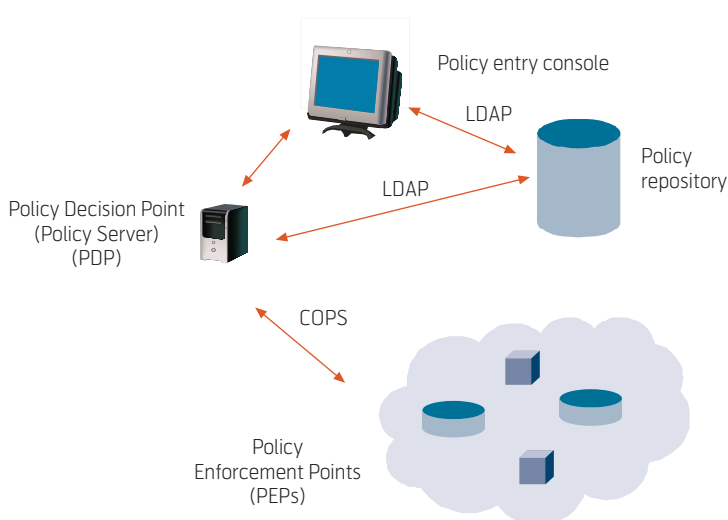 Policy entry console
LDAP
Policy
repository
LDAP
Policy Decision Point
(Policy Server)
(PDP)
COPS
Policy
Enforcement Points
(PEPs)